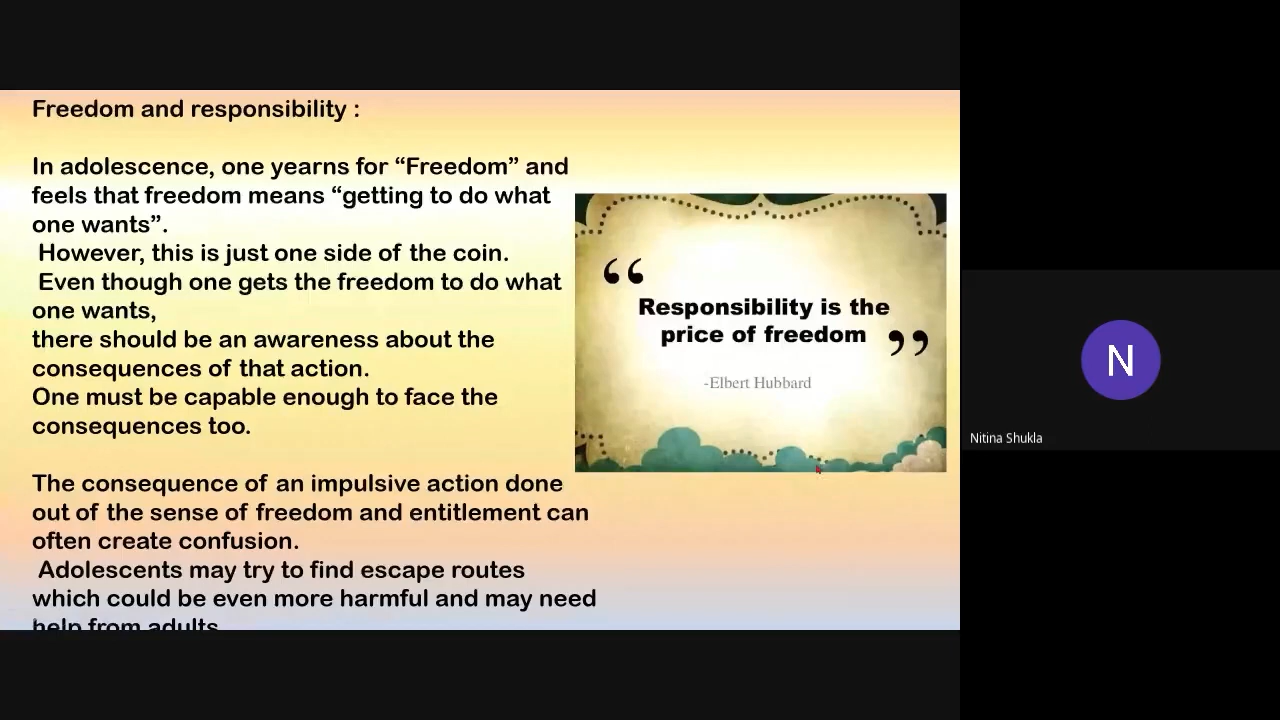 Freedom and responsibility :
In adolescence, one yearns for “Freedom” and
feels that freedom means “getting to do what
one wants”.
However, this is just one side of the coin.
Even though one gets the freedom to do what
one wants,
there should be an awareness about the
consequences of that action.
One must be capable enough to face the
consequences too.
The consequence of an impulsive action done
out of the sense of freedom and entitlement can
often create confusion.
Adolescents may try to find escape routes
which could be even more harmful and may need
help from adults
“
Responsibility is the
price of freedom
”
-Elbert Hubbard
N
Nitina Shukla